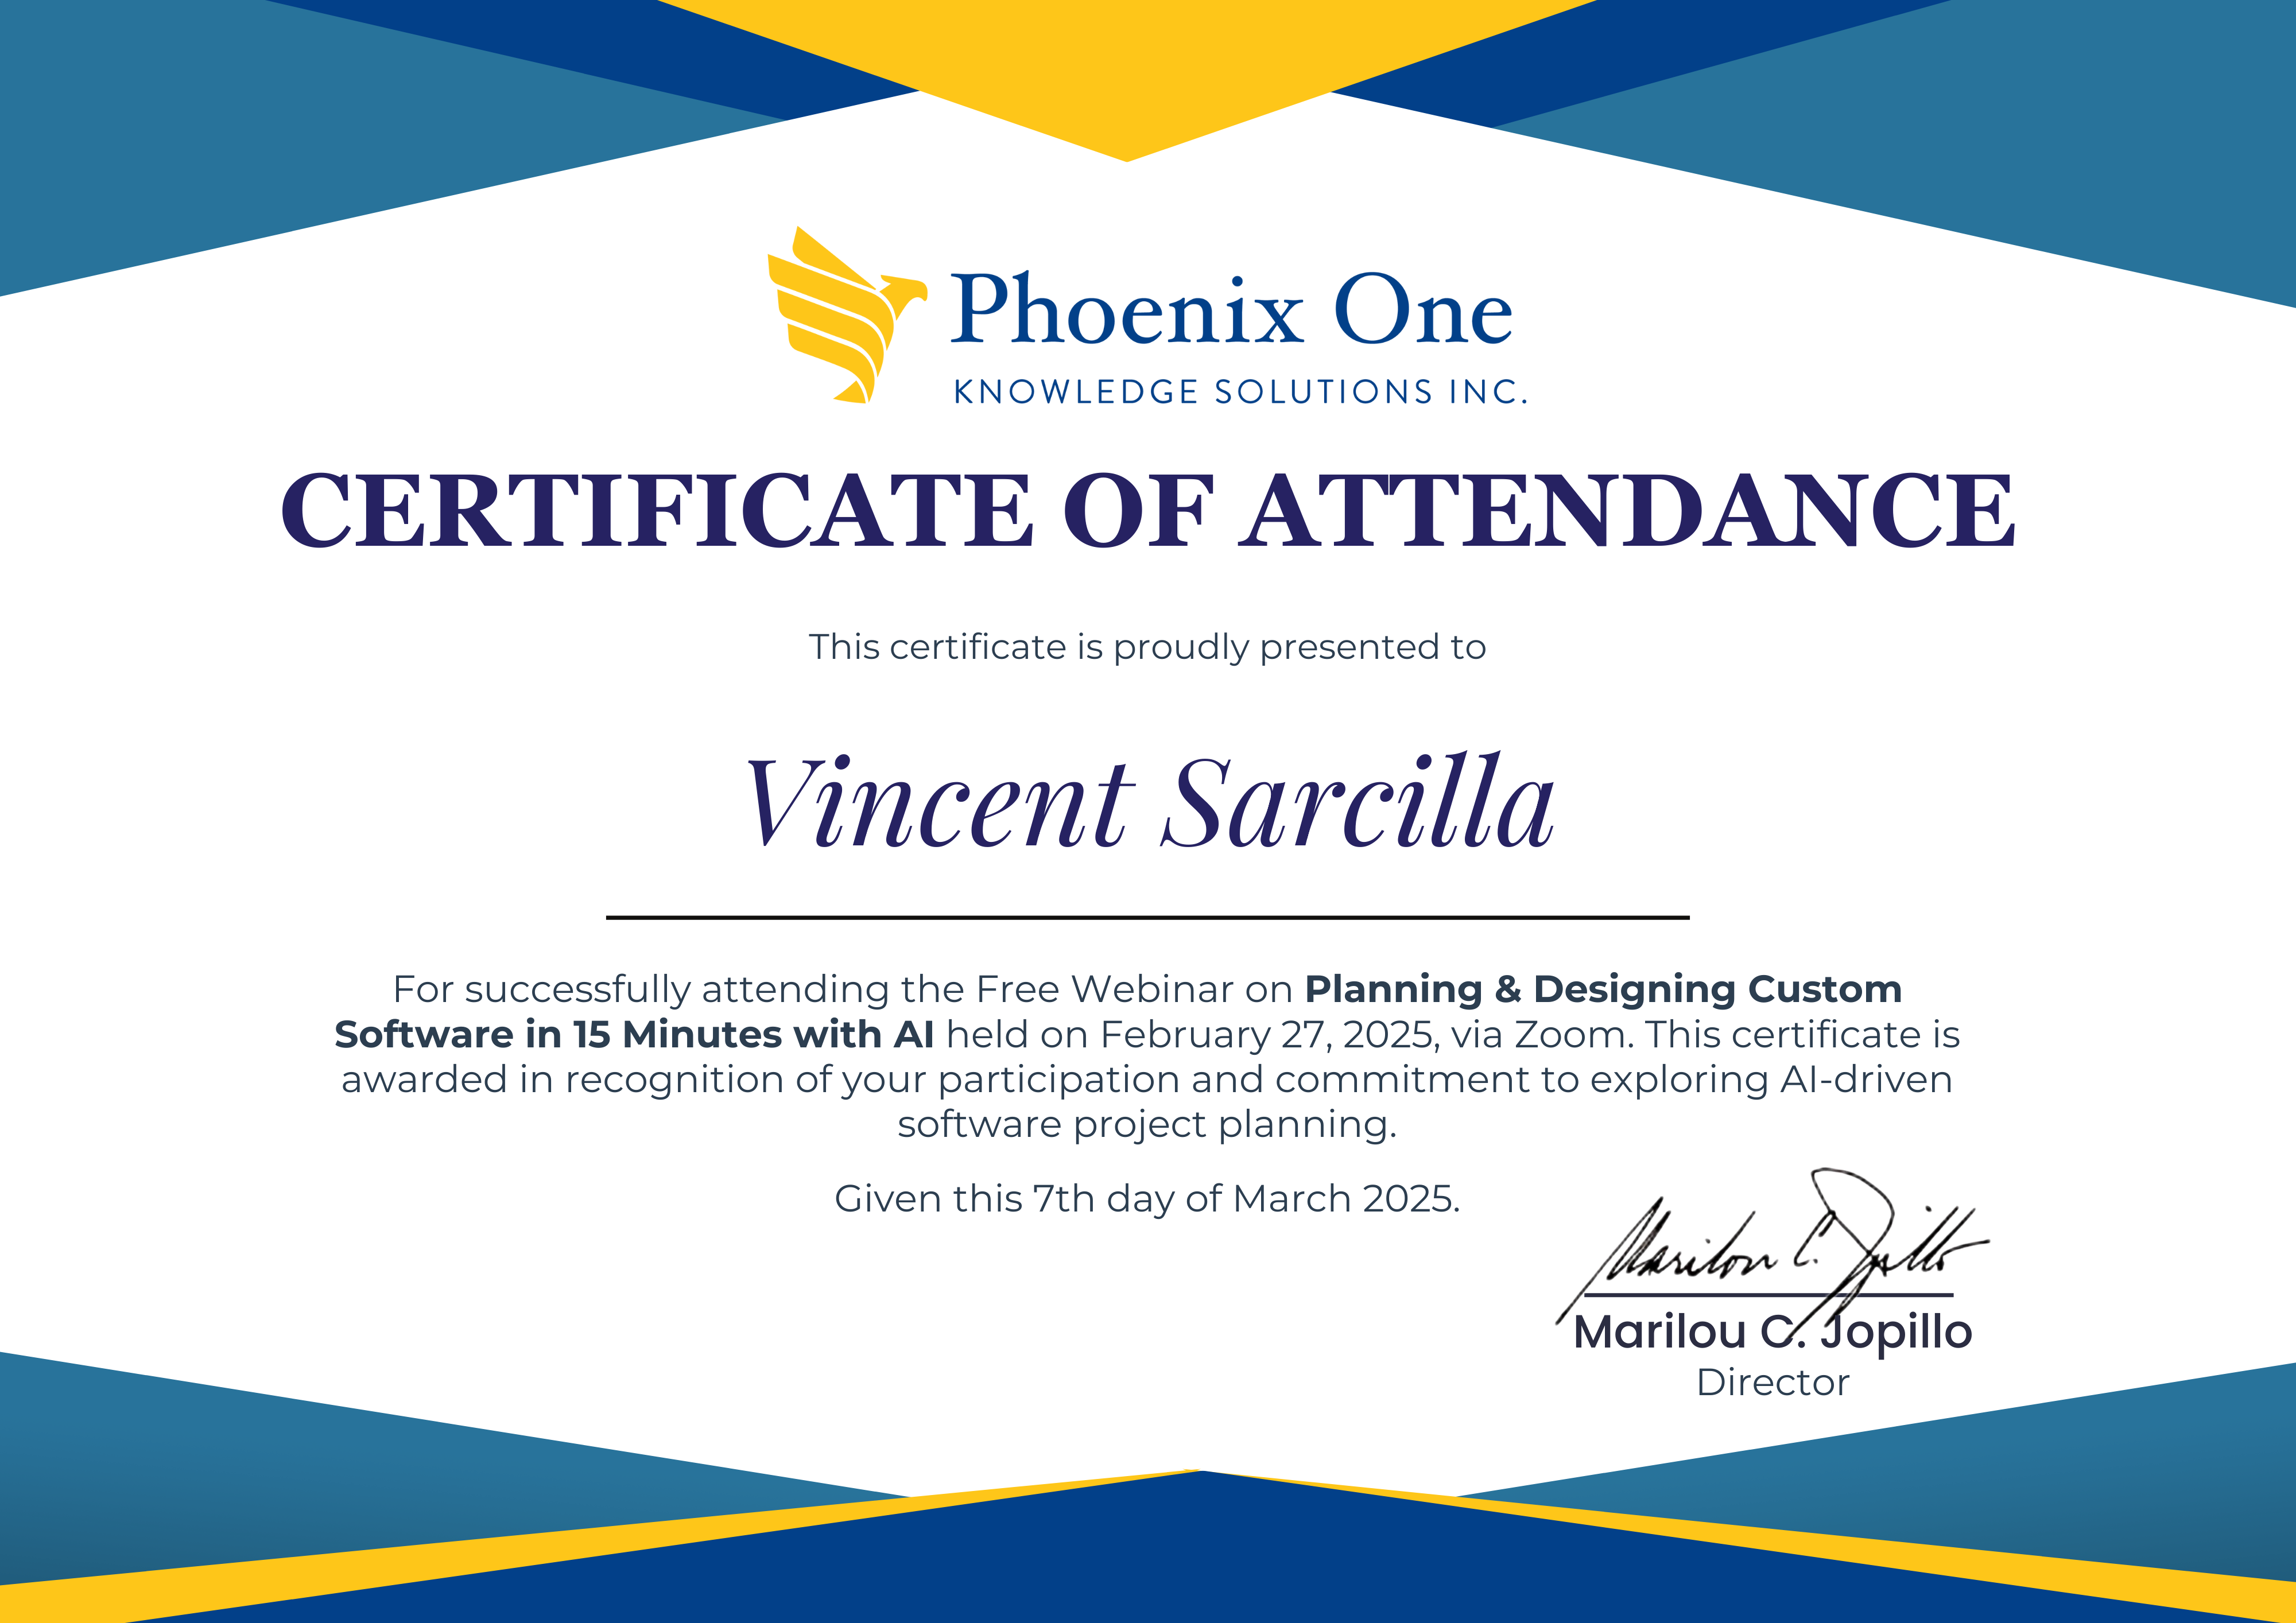 Phoenix One
KNOWLEDGE SOLUTIONS INC.
CERTIFICATE OF ATTENDANCE
This certificate is proudly presented to
Vincent Sarcilla
For successfully attending the Free Webinar on Planning & Designing Custom
Software in 15 Minutes with AI held on February 27, 2025, via Zoom. This certificate is
awarded in recognition of your participation and commitment to exploring AI-driven
software project planning.
Given this 7th day of March 2025.
Marilou C. Jopillo
Marilou C. Jopillo
Director